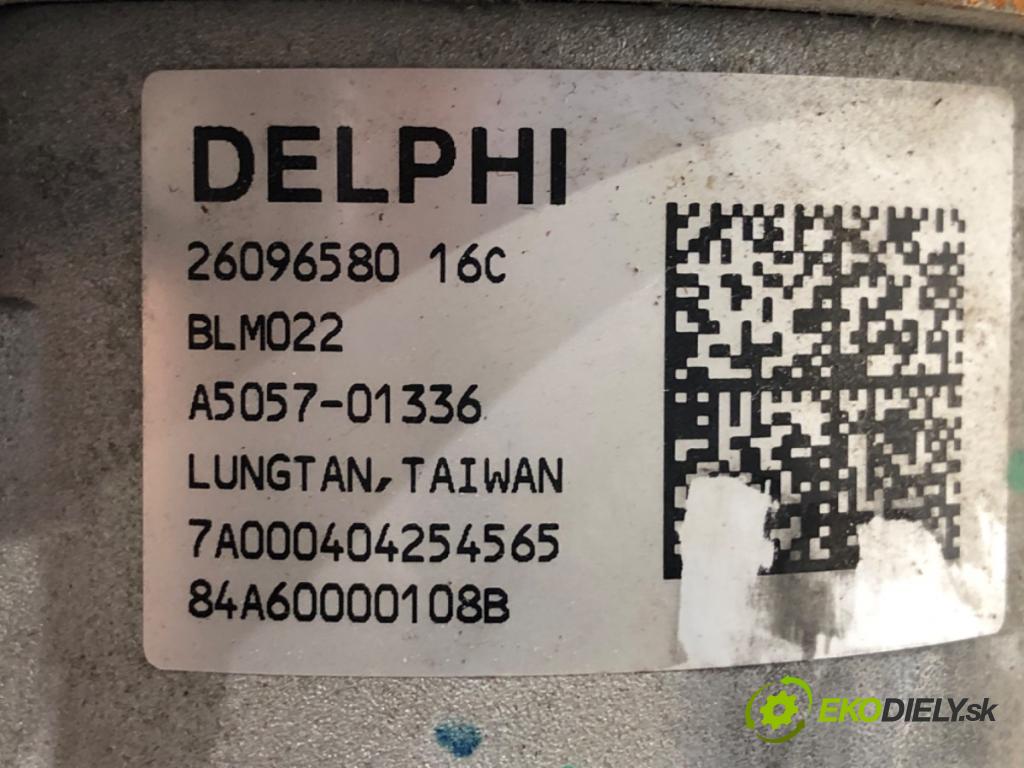 DELPHI
26096580 16C
BLM022
A5057-01336
LUNGTAN, TAIWAN
7A000404254565
84A60000108B
EKODIELY.sk